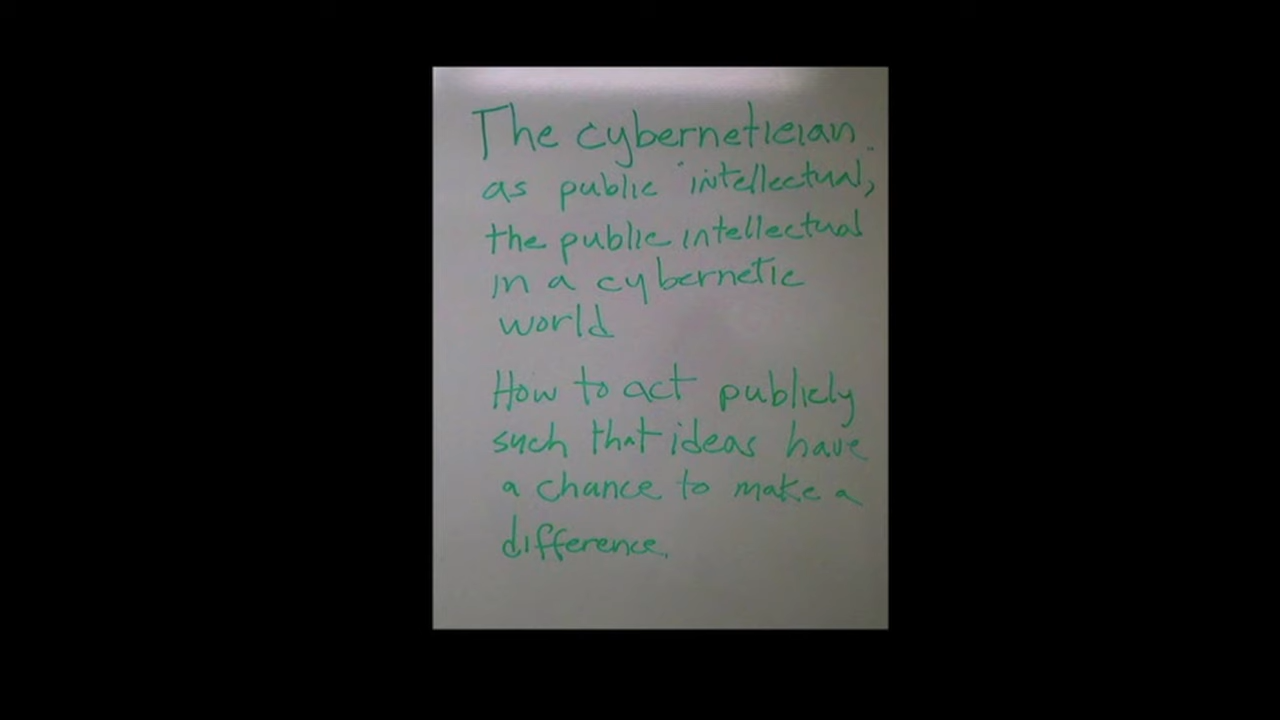 The cybernetician
as public intellectual,
the public intellectual
in a cybernetic
world
How to act publicly
such that ideas have
a chance to make a
difference.